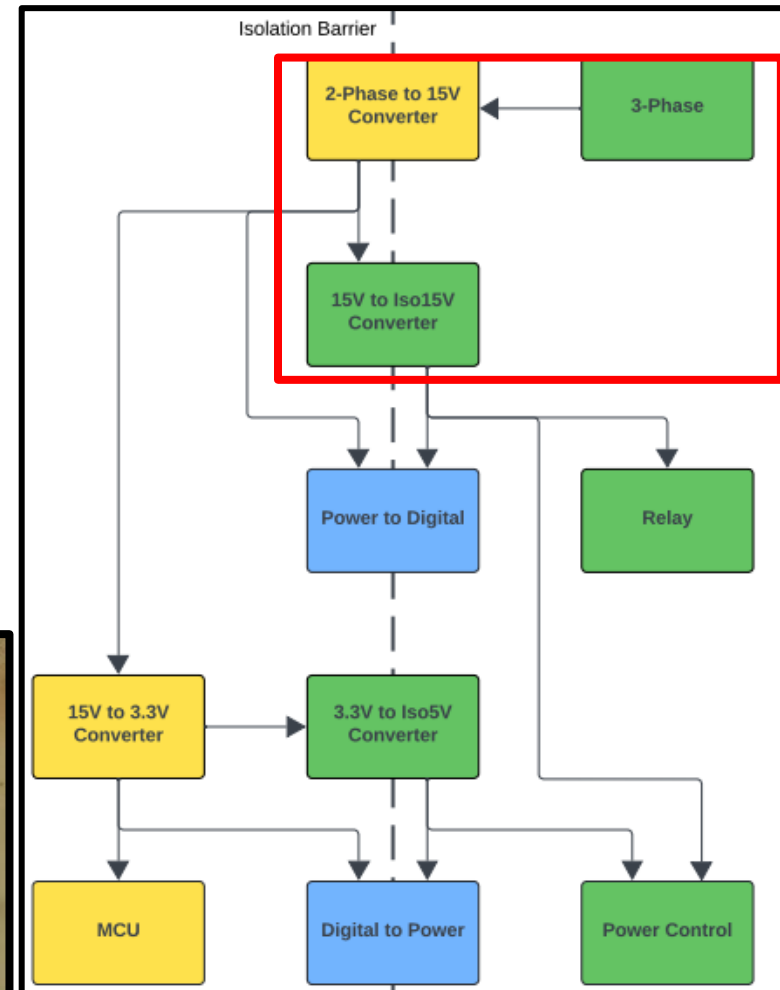 Isolation Barrier
2-Phase to 15V
Converter
3-Phase
15V to Iso15V
Converter
Power to Digital
Relay
15V to 3.3V
Converter
3.3V to Iso5V
Converter
MCU
Digital to Power
Power Control